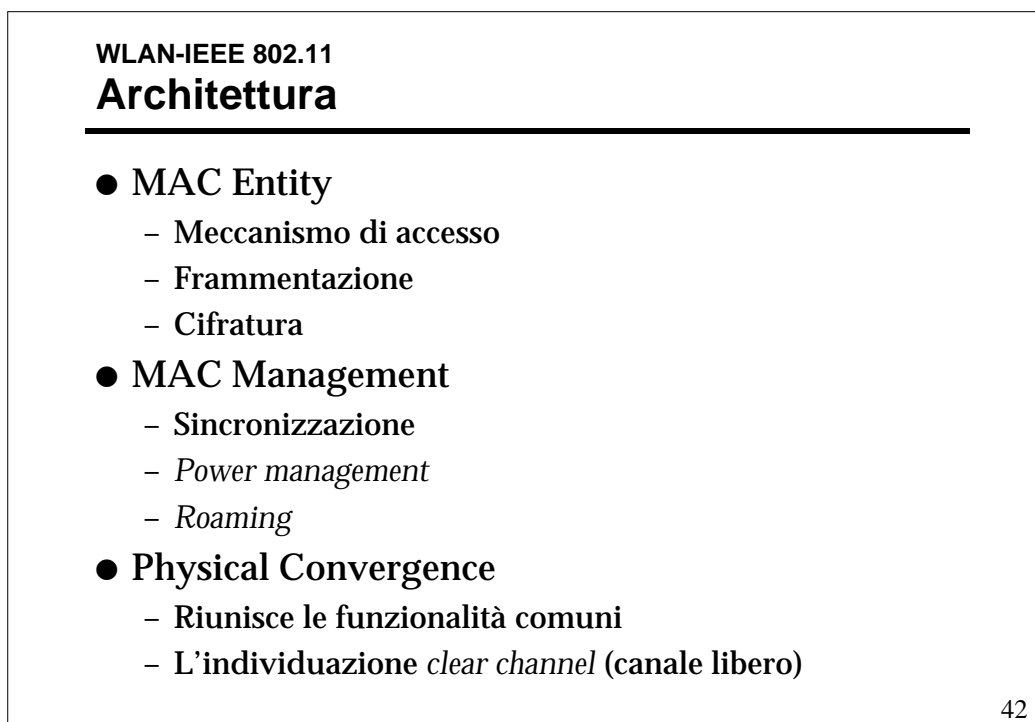 WLAN-IEEE 802.11
Architettura
● MAC Entity
– Meccanismo di accesso
– Frammentazione
– Cifratura
● MAC Management
– Sincronizzazione
– Power management
– Roaming
● Physical Convergence
– Riunisce le funzionalità comuni
– L'individuazione clear channel (canale libero)
42